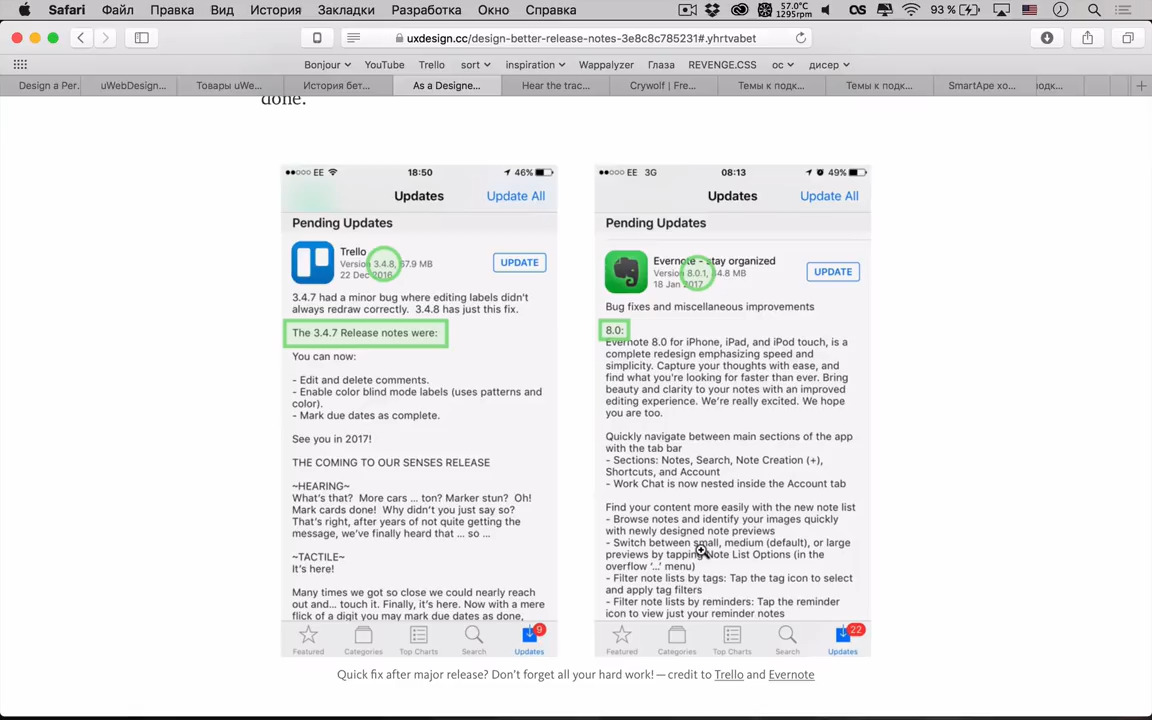 Safari Файл Правка Вид История Закладки Разработка Окно Справка 57.0°C 1295rpm 93 %
uxdesign.cc/design-better-release-notes-3e8c8c785231#.yhrtvabet
Bonjour YouTube Trello sort inspiration Wappalyzer Глаза REVENGE.CSS ос дисер
Design a Per... uWebDesign... Товары uWe... История бет... As a Designe... Hear the trac... Crywolf | Fre... Темы к подк... Темы к подк... SmartApe хо... одк...
done.
EE 18:50 46%
Updates Update All
Pending Updates
Trello
Version 3.4.8, 57.9 MB
22 Dec 2016
UPDATE
3.4.7 had a minor bug where editing labels didn't
always redraw correctly. 3.4.8 has just this fix.
The 3.4.7 Release notes were:
You can now:
- Edit and delete comments.
- Enable color blind mode labels (uses patterns and
color).
- Mark due dates as complete.
See you in 2017!
THE COMING TO OUR SENSES RELEASE
~HEARING~
What's that? More cars ... ton? Marker stun? Oh!
Mark cards done! Why didn't you just say so?
That's right, after years of not quite getting the
message, we've finally heard that ... so ...
~TACTILE~
It's here!
Many times we got so close we could nearly reach
out and... touch it. Finally, it's here. Now with a mere
flick of a digit you may mark due dates as done,
Featured Categories Top Charts Search Updates 9
EE 3G 08:13 49%
Updates Update All
Pending Updates
Evernote - stay organized
Version 8.0.1, 94.8 MB
18 Jan 2017
UPDATE
Bug fixes and miscellaneous improvements
8.0:
Evernote 8.0 for iPhone, iPad, and iPod touch, is a
complete redesign emphasizing speed and
simplicity. Capture your thoughts with ease, and
find what you're looking for faster than ever. Bring
beauty and clarity to your notes with an improved
editing experience. We're really excited. We hope
you are too.
Quickly navigate between main sections of the app
with the tab bar
- Sections: Notes, Search, Note Creation (+),
Shortcuts, and Account
- Work Chat is now nested inside the Account tab
Find your content more easily with the new note list
- Browse notes and identify your images quickly
with newly designed note previews
- Switch between small, medium (default), or large
previews by tapping Note List Options (in the
overflow '...' menu)
- Filter note lists by tags: Tap the tag icon to select
and apply tag filters
- Filter note lists by reminders: Tap the reminder
icon to view just your reminder notes
Featured Categories Top Charts Search Updates 22
Quick fix after major release? Don't forget all your hard work! — credit to Trello and Evernote